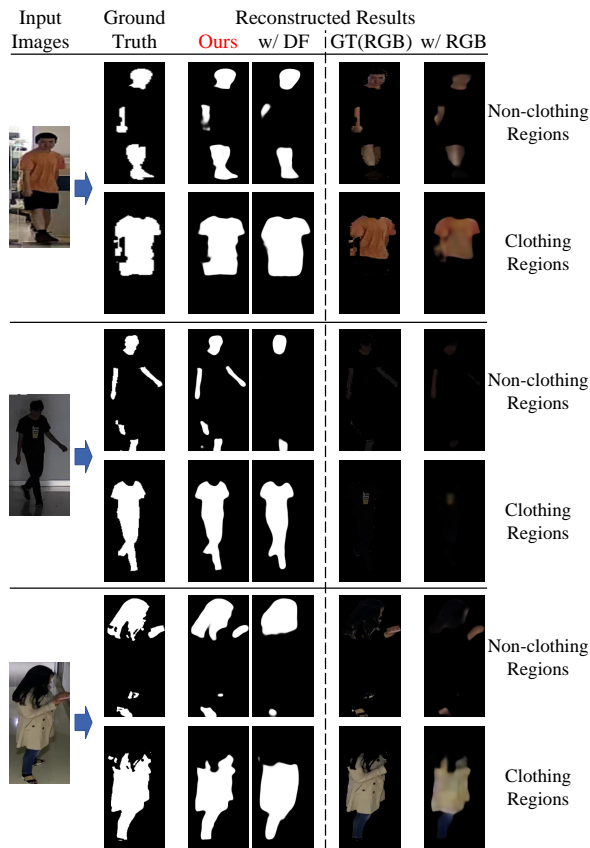 Input Images
Ground Truth
Reconstructed Results
Ours
w/ DF
GT(RGB)
w/ RGB
Non-clothing
Regions
Clothing
Regions
Non-clothing
Regions
Clothing
Regions
Non-clothing
Regions
Clothing
Regions